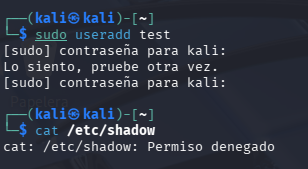 ┌──(kali㉿kali)-[~]
└─$ sudo useradd test
[sudo] contraseña para kali:
Lo siento, pruebe otra vez.
[sudo] contraseña para kali:
┌──(kali㉿kali)-[~]
└─$ cat /etc/shadow
cat: /etc/shadow: Permiso denegado